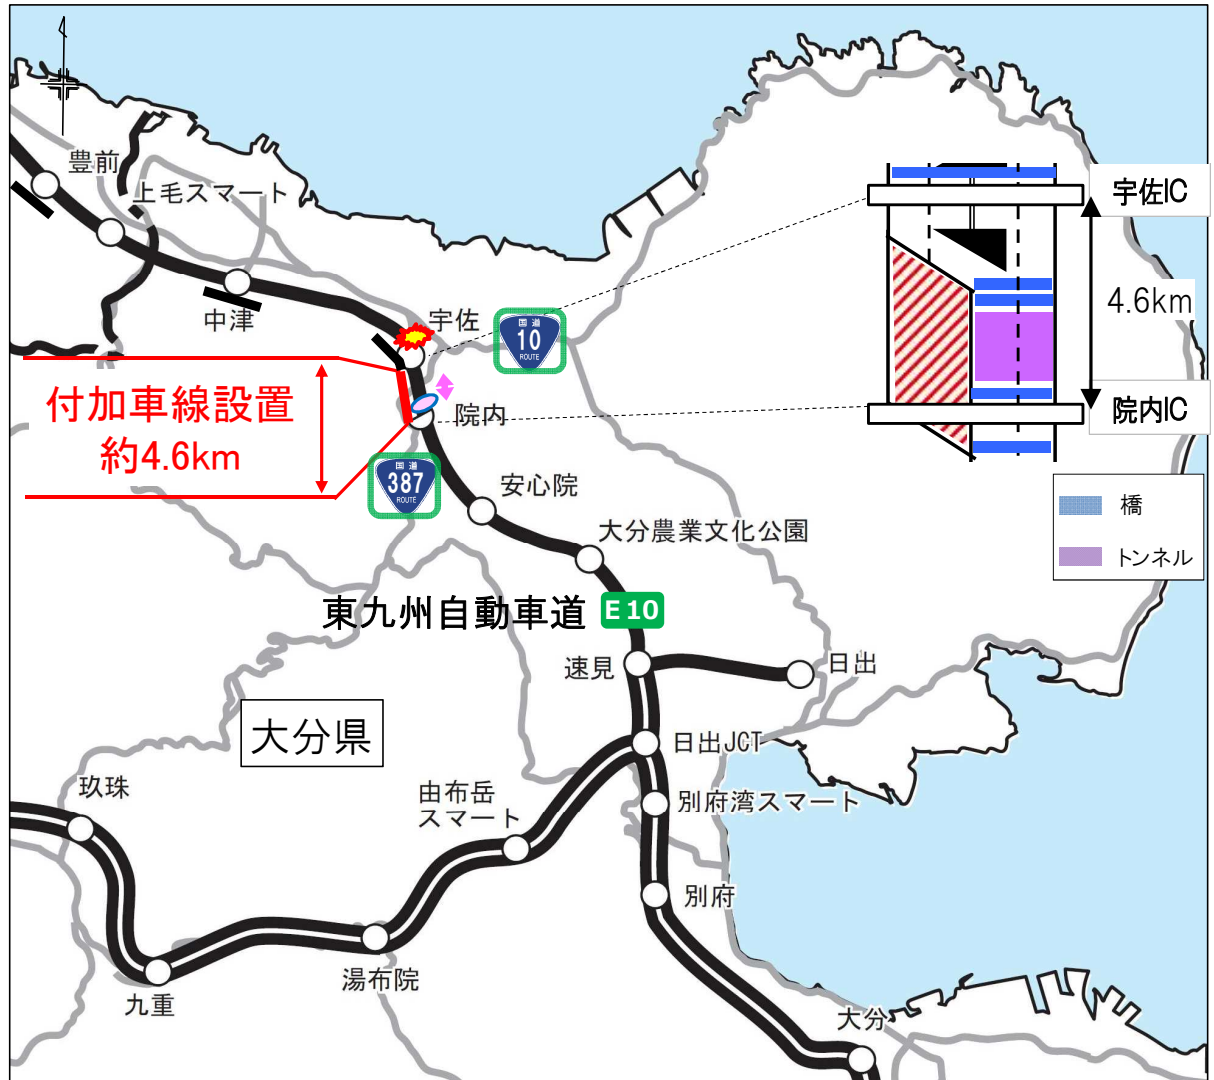 豊前
上毛スマート
中津
宇佐
国道
10
ROUTE
宇佐IC
4.6km
院内IC
付加車線設置
約4.6km
院内
国道
387
ROUTE
安心院
大分農業文化公園
橋
トンネル
東九州自動車道
E10
速見
日出
大分県
日出JCT
玖珠
由布岳
スマート
別府湾スマート
別府
湯布院
九重
大分